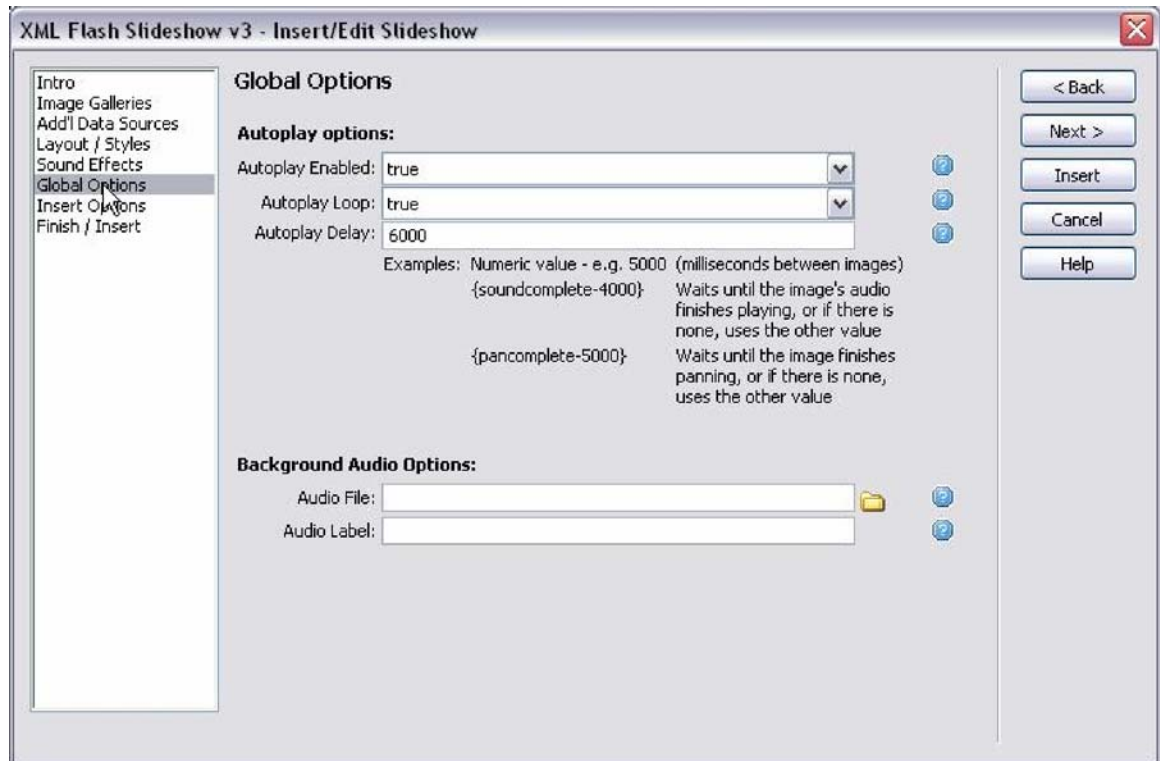 XML Flash Slideshow v3 - Insert/Edit Slideshow
Intro
Image Galleries
Add'l Data Sources
Layout / Styles
Sound Effects
Global Options
Insert Options
Finish / Insert
Global Options
Autoplay options:
Autoplay Enabled: true
Autoplay Loop: true
Autoplay Delay: 6000
Examples: Numeric value - e.g. 5000 (milliseconds between images)
{soundcomplete-4000} Waits until the image's audio
finishes playing, or if there is
none, uses the other value
{pancomplete-5000} Waits until the image finishes
panning, or if there is none,
uses the other value
Background Audio Options:
Audio File:
Audio Label:
< Back
Next >
Insert
Cancel
Help